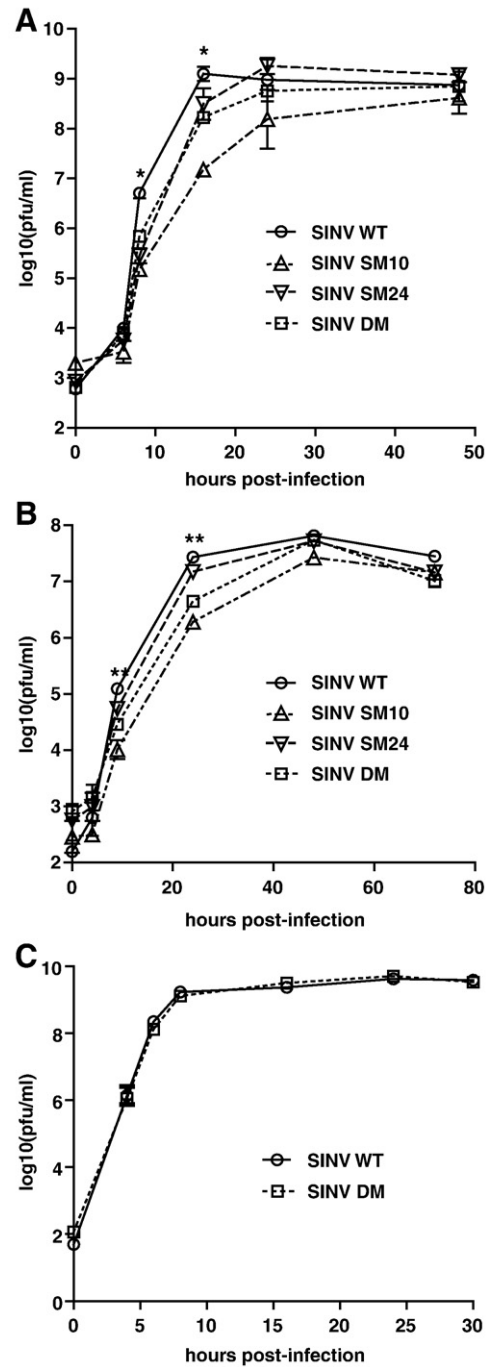 A
10
9
8
7
6
5
4
3
2
log10(pfu/ml)
*
*
SINV WT
SINV SM10
SINV SM24
SINV DM
0 10 20 30 40 50
hours post-infection
B
8
7
6
5
4
3
2
log10(pfu/ml)
**
**
SINV WT
SINV SM10
SINV SM24
SINV DM
0 20 40 60 80
hours post-infection
C
10
8
6
4
2
0
log10(pfu/ml)
SINV WT
SINV DM
0 5 10 15 20 25 30
hours post-infection